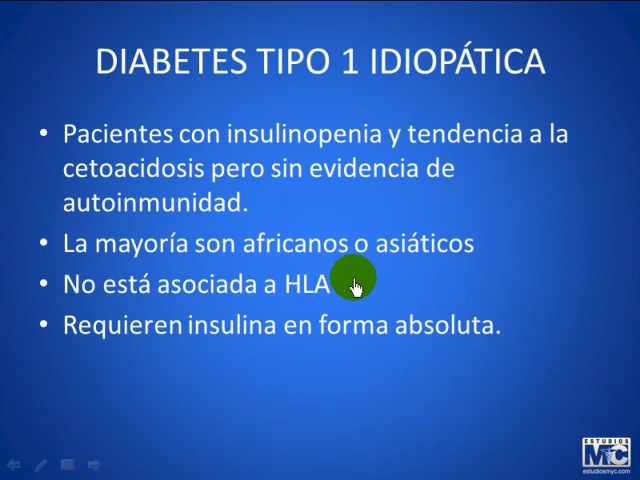 DIABETES TIPO 1 IDIOPÁTICA
• Pacientes con insulinopenia y tendencia a la
cetoacidosis pero sin evidencia de
autoinmunidad.
• La mayoría son africanos o asiáticos
• No está asociada a HLA
• Requieren insulina en forma absoluta.
ESTUDIOS
MyC
estudiosmyc.com